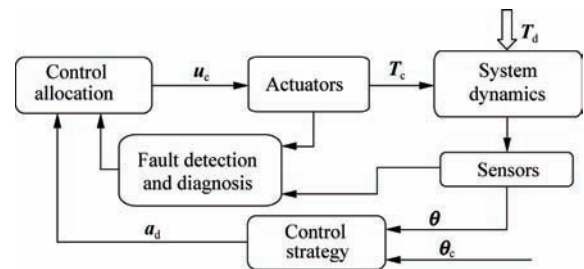 T_d
Control
allocation
u_c
Actuators
T_c
System
dynamics
Fault detection
and diagnosis
Sensors
a_d
Control
strategy
θ
θ_c